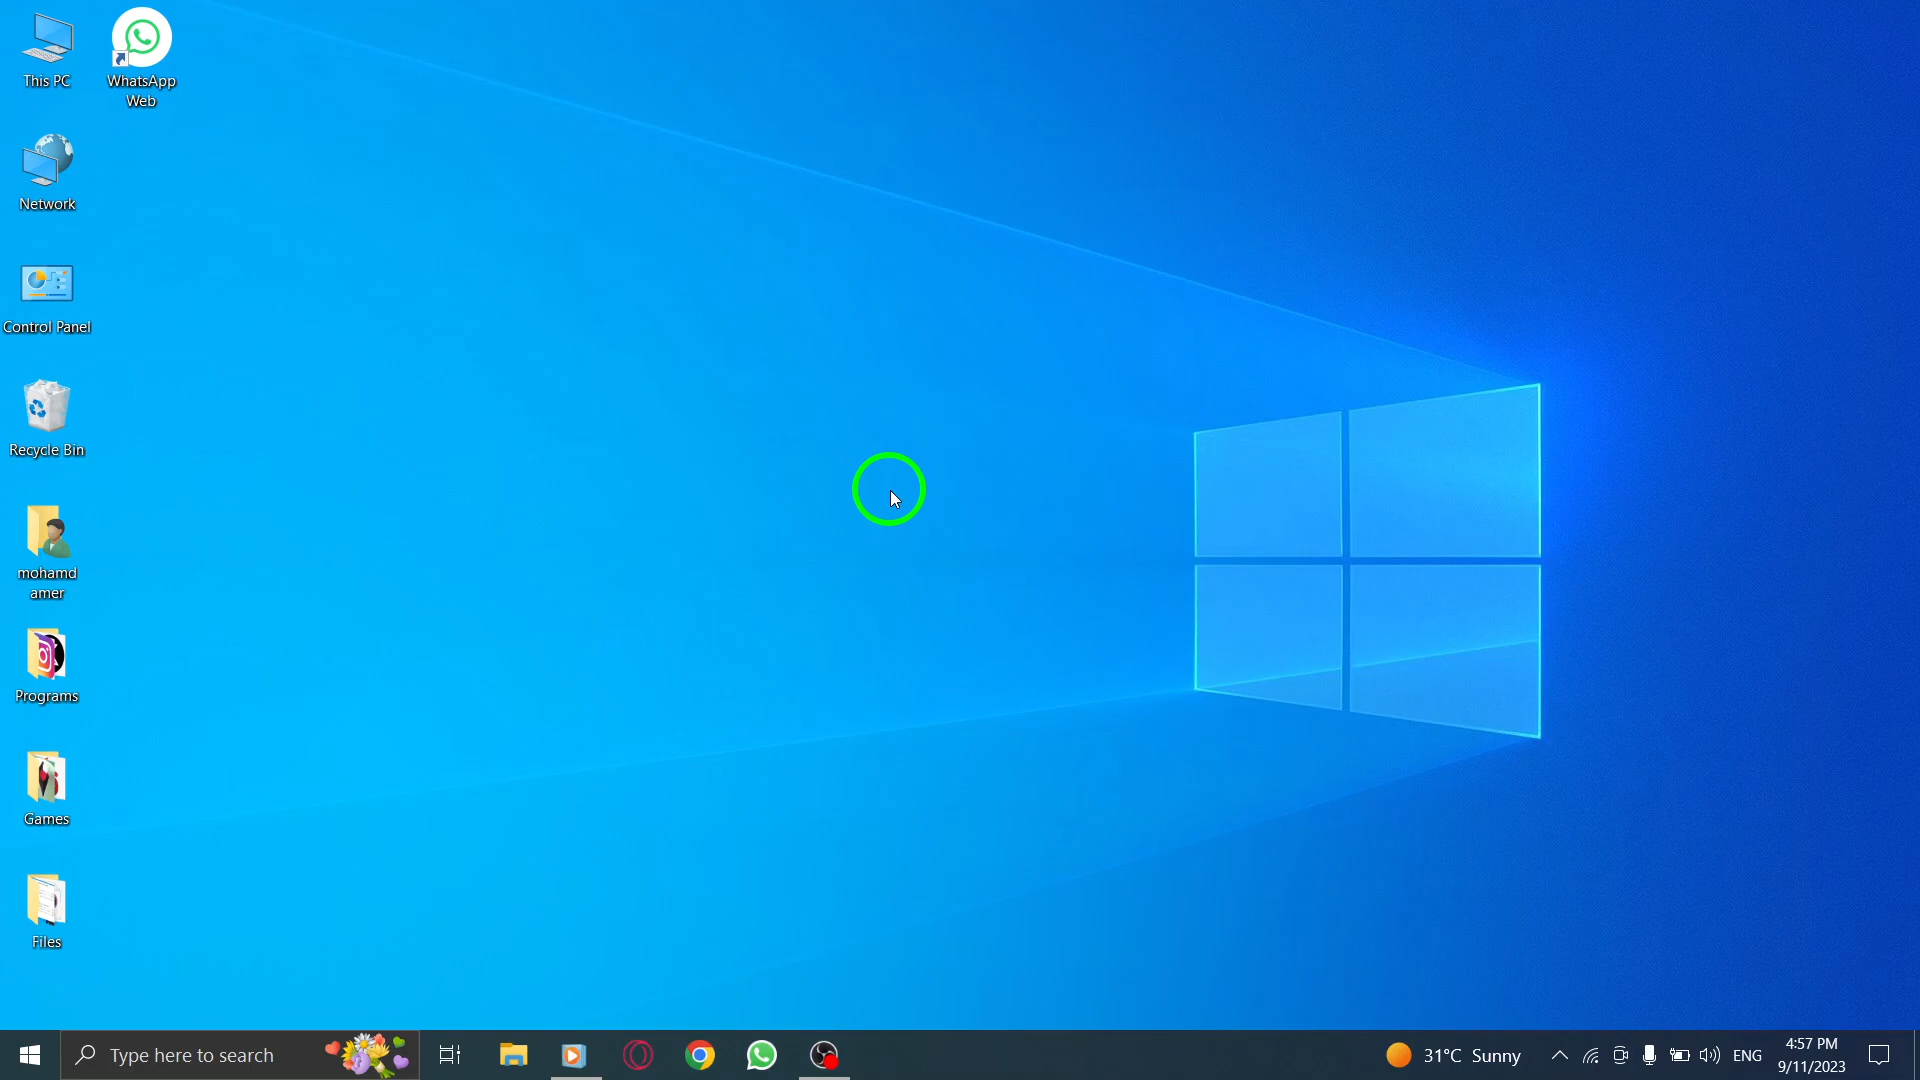 This PC
WhatsApp
Web
Network
Control Panel
Recycle Bin
mohamd
amer
Programs
Games
Files
Type here to search
31°C Sunny
ENG
4:57 PM
9/11/2023